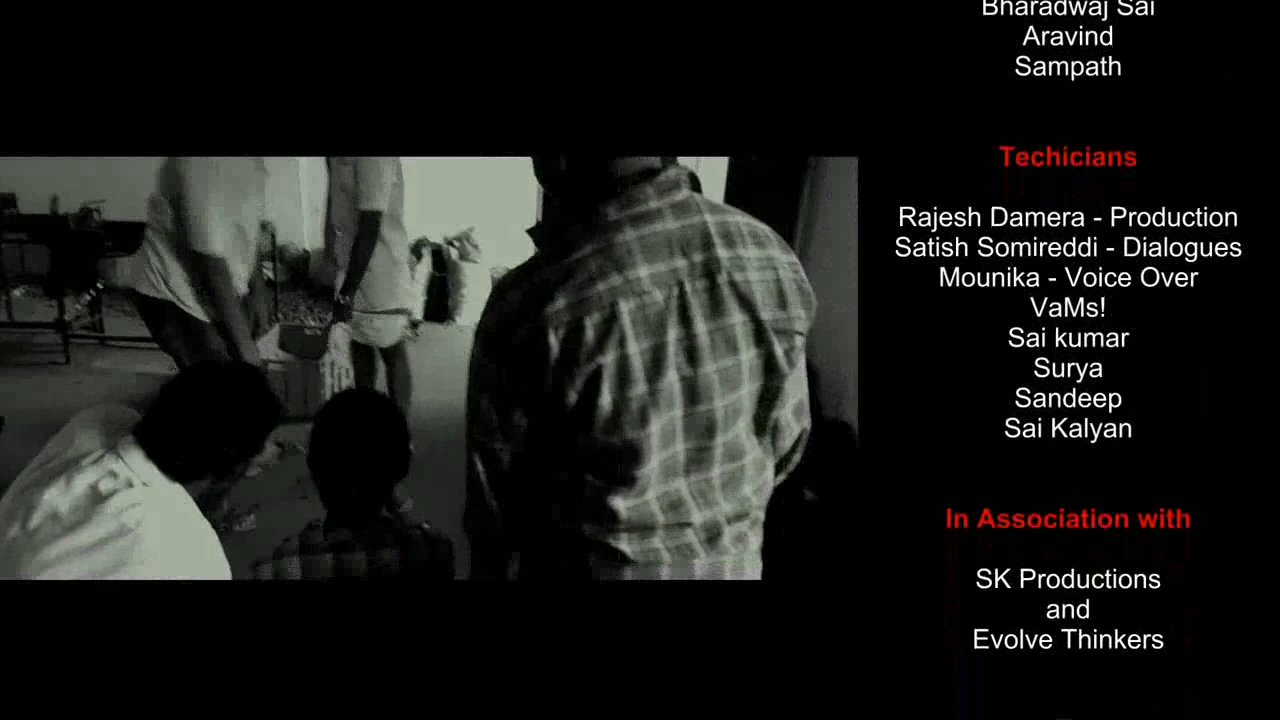 Bharadwaj Sai
Aravind
Sampath
Techicians
Rajesh Damera - Production
Satish Somireddi - Dialogues
Mounika - Voice Over
VaMs!
Sai kumar
Surya
Sandeep
Sai Kalyan
In Association with
SK Productions
and
Evolve Thinkers